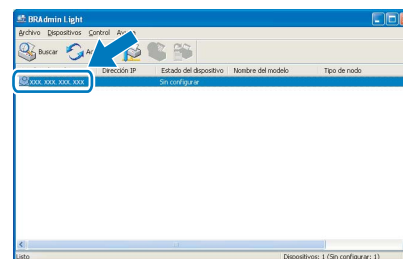 BRAdmin Light
Archivo Dispositivos Control
Buscar
Dirección IP Estado del dispositivo Nombre del modelo Tipo de nodo
xxx xxx xxx xxx Sin configurar
Listo Dispositivos: 1 (Sin configurar: 1)